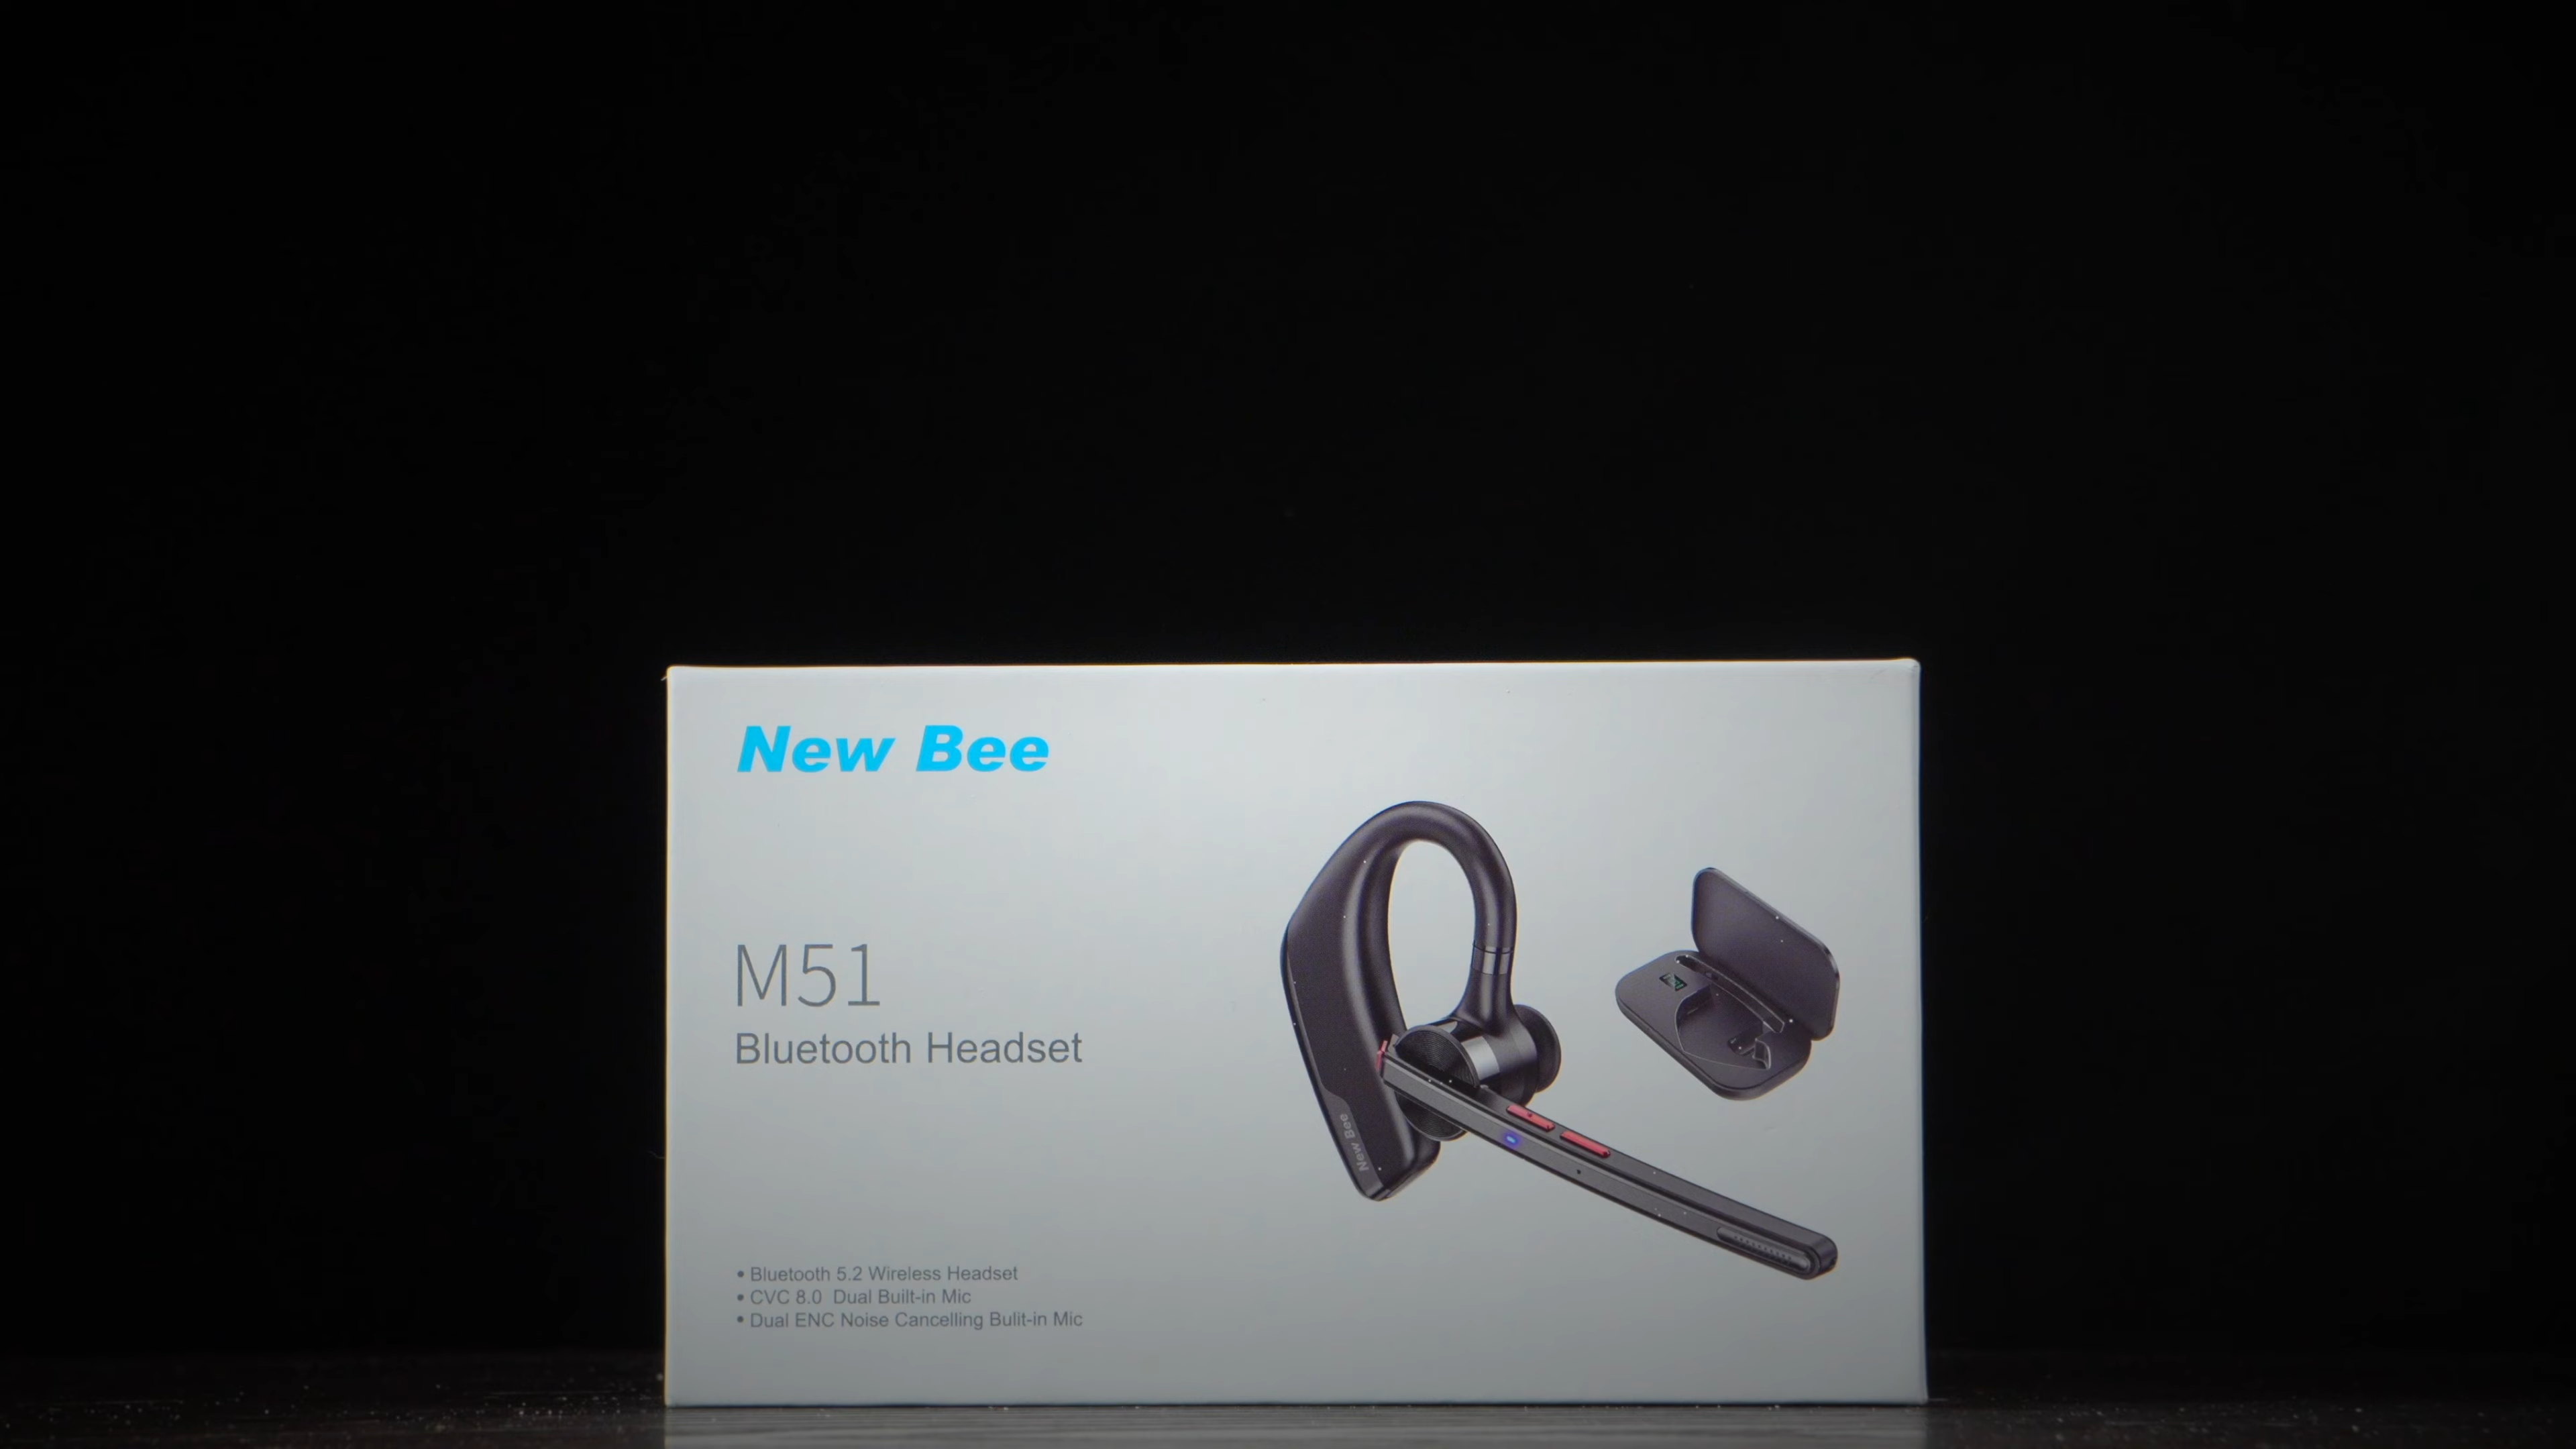 New Bee
M51
Bluetooth Headset
New Bee
• Bluetooth 5.2 Wireless Headset
• CVC 8.0 Dual Built-in Mic
• Dual ENC Noise Cancelling Bulit-in Mic